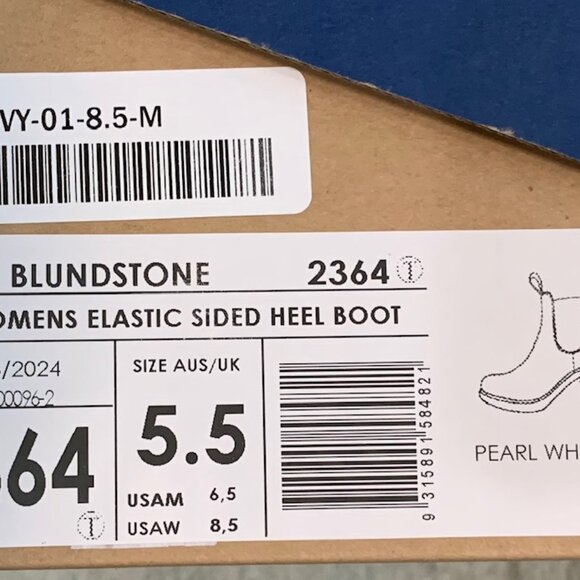 VY-01-8.5-M
BLUNDSTONE 2364
OMENS ELASTIC SIDED HEEL BOOT
/2024
00096-2
64
SIZE AUS/UK
5.5
USAM 6,5
USAW 8,5
9 315891 584821
PEARL WH